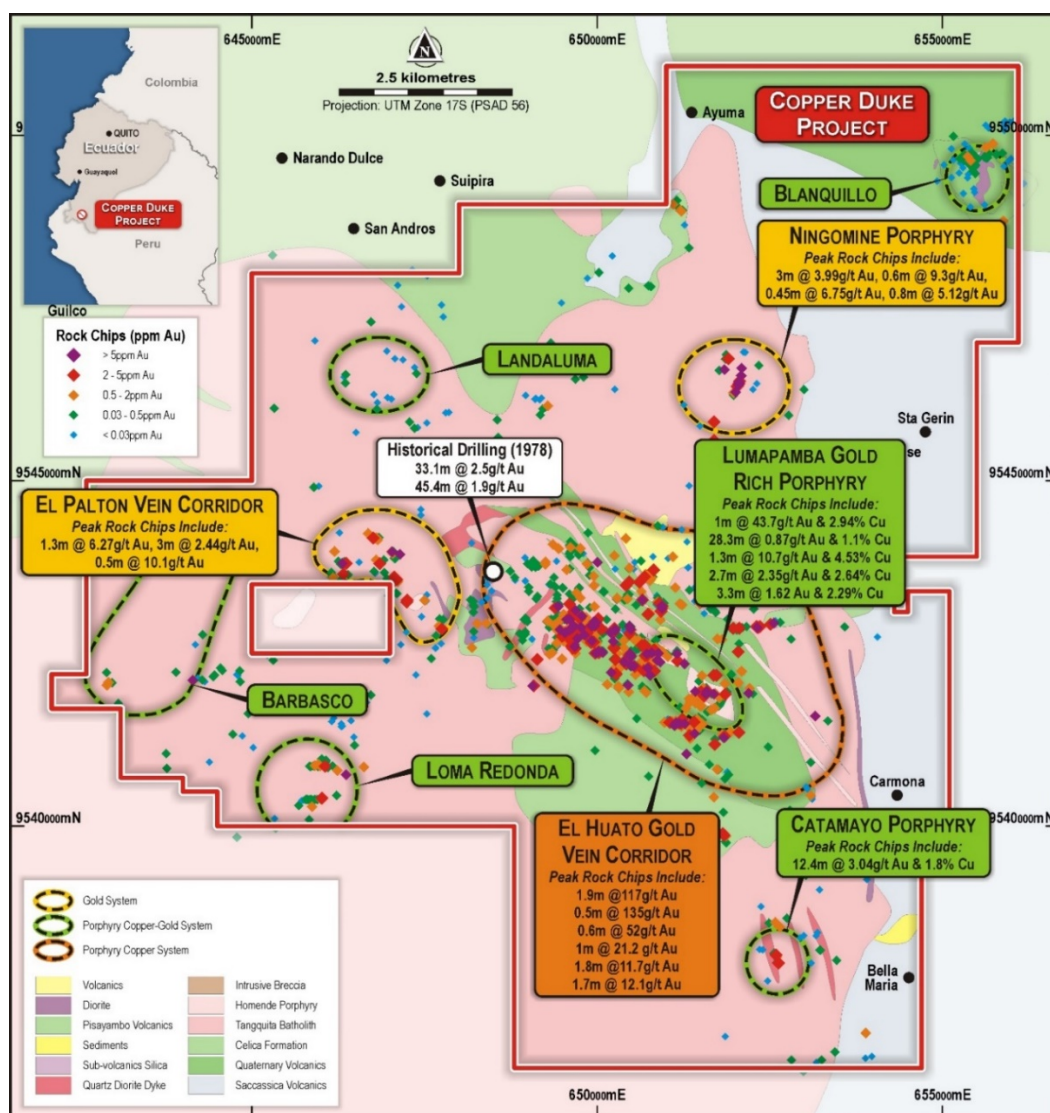 645000mE
650000mE
655000mE
Colombia
QUITO
Ecuador
Guayaquel
COPPER DUKE
PROJECT
Peru
N
2.5 kilometres
Projection: UTM Zone 17S (PSAD 56)
COPPER DUKE
PROJECT
Ayuma
9550000mN
Narando Dulce
Suipira
San Andros
BLANQUILLO
NINGOMINE PORPHYRY
Peak Rock Chips Include:
3m @ 3.99g/t Au, 0.6m @ 9.3g/t Au,
0.45m @ 6.75g/t Au, 0.8m @ 5.12g/t Au
Guilco
Rock Chips (ppm Au)
> 5ppm Au
2 - 5ppm Au
0.5 - 2ppm Au
0.03 - 0.5ppm Au
< 0.03ppm Au
LANDALUMA
Sta Gerin
se
Historical Drilling (1978)
33.1m @ 2.5g/t Au
45.4m @ 1.9g/t Au
LUMAPAMBA GOLD
RICH PORPHYRY
Peak Rock Chips Include:
1m @ 43.7g/t Au & 2.94% Cu
28.3m @ 0.87g/t Au & 1.1% Cu
1.3m @ 10.7g/t Au & 4.53% Cu
2.7m @ 2.35g/t Au & 2.64% Cu
3.3m @ 1.62 Au & 2.29% Cu
9545000mN
9545000mN
EL PALTON VEIN CORRIDOR
Peak Rock Chips Include:
1.3m @ 6.27g/t Au, 3m @ 2.44g/t Au,
0.5m @ 10.1g/t Au
BARBASCO
LOMA REDONDA
Carmona
9540000mN
9540000mN
EL HUATO GOLD
VEIN CORRIDOR
Peak Rock Chips Include:
1.9m @117g/t Au
0.5m @ 135g/t Au
0.6m @ 52g/t Au
1m @ 21.2 g/t Au
1.8m @11.7g/t Au
1.7m @ 12.1g/t Au
CATAMAYO PORPHYRY
Peak Rock Chips Include:
12.4m @ 3.04g/t Au & 1.8% Cu
Bella
Maria
Gold System
Porphyry Copper-Gold System
Porphyry Copper System
Volcanics
Diorite
Pisayambo Volcanics
Sediments
Sub-volcanics Silica
Quartz Diorite Dyke
Intrusive Breccia
Homende Porphyry
Tangquita Batholith
Celica Formation
Quaternary Volcanics
Saccassica Volcanics
650000mE
655000mE